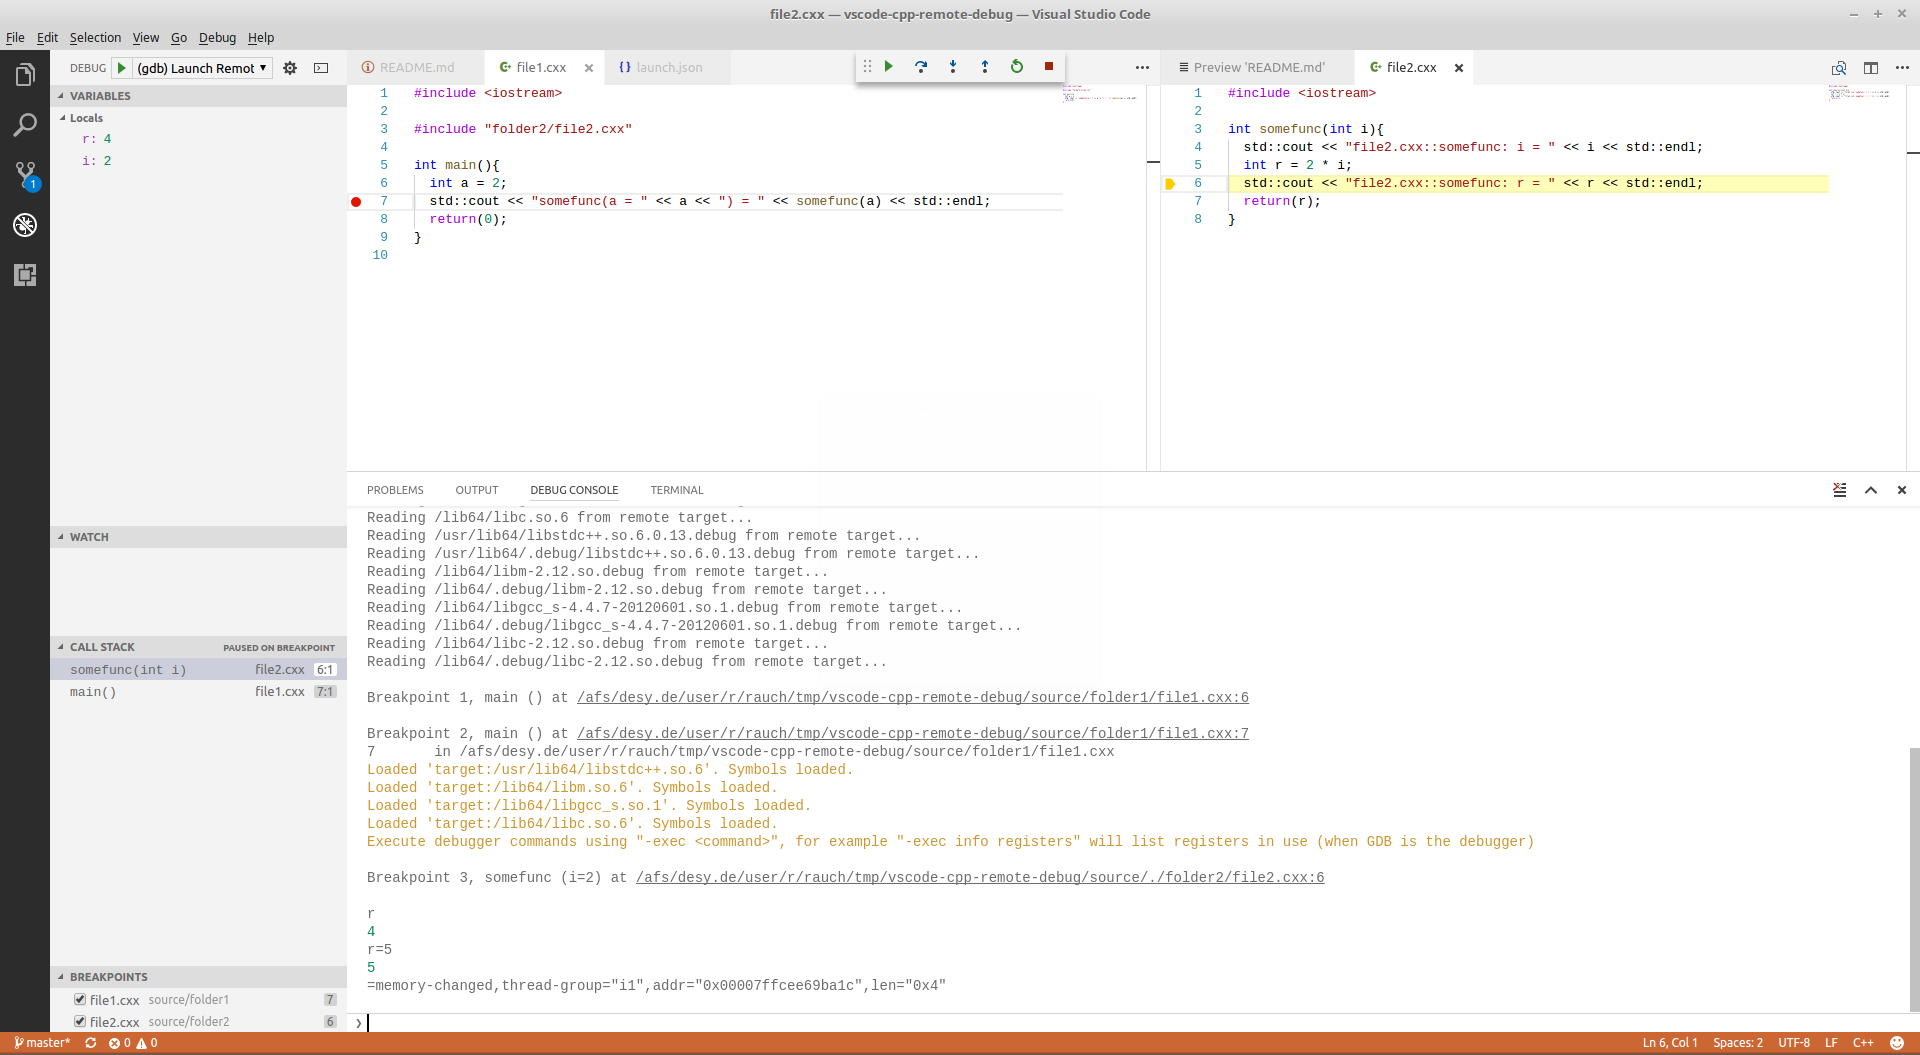 file2.cxx — vscode-cpp-remote-debug — Visual Studio Code
File Edit Selection View Go Debug Help
DEBUG (gdb) Launch Remot
VARIABLES
Locals
r: 4
i: 2
WATCH
CALL STACK PAUSED ON BREAKPOINT
somefunc(int i) file2.cxx 6:1
main() file1.cxx 7:1
BREAKPOINTS
file1.cxx source/folder1 7
file2.cxx source/folder2 6
1
README.md file1.cxx launch.json
1 #include <iostream>
2
3 #include "folder2/file2.cxx"
4
5 int main(){
6 int a = 2;
7 std::cout << "somefunc(a = " << a << ") = " << somefunc(a) << std::endl;
8 return(0);
9 }
10
Preview 'README.md' file2.cxx
1 #include <iostream>
2
3 int somefunc(int i){
4 std::cout << "file2.cxx::somefunc: i = " << i << std::endl;
5 int r = 2 * i;
6 std::cout << "file2.cxx::somefunc: r = " << r << std::endl;
7 return(r);
8 }
PROBLEMS OUTPUT DEBUG CONSOLE TERMINAL
Reading /lib64/libc.so.6 from remote target...
Reading /usr/lib64/libstdc++.so.6.0.13.debug from remote target...
Reading /usr/lib64/.debug/libstdc++.so.6.0.13.debug from remote target...
Reading /lib64/libm-2.12.so.debug from remote target...
Reading /lib64/.debug/libm-2.12.so.debug from remote target...
Reading /lib64/libgcc_s-4.4.7-20120601.so.1.debug from remote target...
Reading /lib64/.debug/libgcc_s-4.4.7-20120601.so.1.debug from remote target...
Reading /lib64/libc-2.12.so.debug from remote target...
Reading /lib64/.debug/libc-2.12.so.debug from remote target...
Breakpoint 1, main () at /afs/desy.de/user/r/rauch/tmp/vscode-cpp-remote-debug/source/folder1/file1.cxx:6
Breakpoint 2, main () at /afs/desy.de/user/r/rauch/tmp/vscode-cpp-remote-debug/source/folder1/file1.cxx:7
7 in /afs/desy.de/user/r/rauch/tmp/vscode-cpp-remote-debug/source/folder1/file1.cxx
Loaded 'target:/usr/lib64/libstdc++.so.6'. Symbols loaded.
Loaded 'target:/lib64/libm.so.6'. Symbols loaded.
Loaded 'target:/lib64/libgcc_s.so.1'. Symbols loaded.
Loaded 'target:/lib64/libc.so.6'. Symbols loaded.
Execute debugger commands using "-exec <command>", for example "-exec info registers" will list registers in use (when GDB is the debugger)
Breakpoint 3, somefunc (i=2) at /afs/desy.de/user/r/rauch/tmp/vscode-cpp-remote-debug/source/./folder2/file2.cxx:6
r
4
r=5
5
=memory-changed,thread-group="i1",addr="0x00007ffcee69ba1c",len="0x4"
master* 0 0 Ln 6, Col 1 Spaces: 2 UTF-8 LF C++